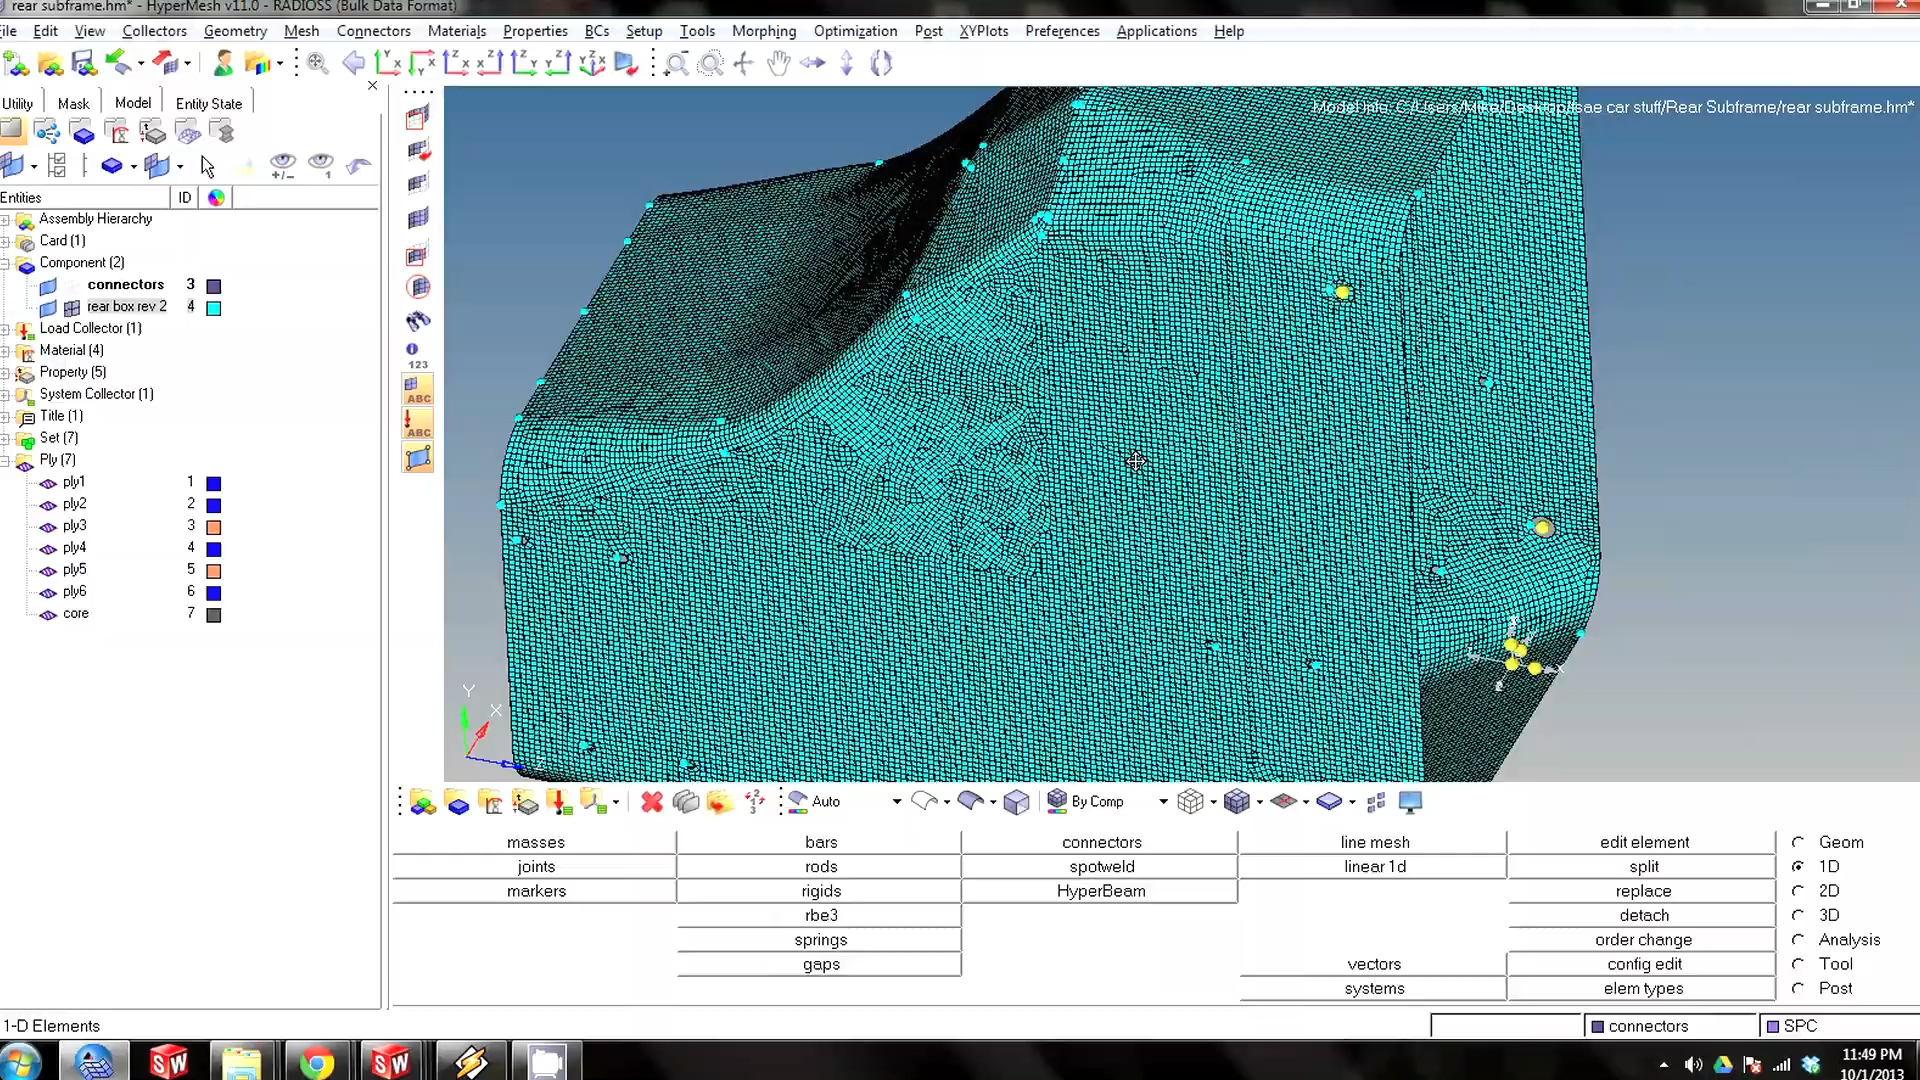 rear subframe.hm* - HyperMesh v11.0 - RADIOSS (Bulk Data Format)
File Edit View Collectors Geometry Mesh Connectors Materials Properties BCs Setup Tools Morphing Optimization Post XYPlots Preferences Applications Help
Utility Mask Model Entity State
Model Info: C:/Users/Mike/Desktop/sae car stuff/Rear Subframe/rear subframe.hm*
Entities ID
Assembly Hierarchy
Card (1)
Component (2)
connectors 3
rear box rev 2 4
Load Collector (1)
Material (4)
Property (5)
System Collector (1)
Title (1)
Set (7)
Ply (7)
ply1 1
ply2 2
ply3 3
ply4 4
ply5 5
ply6 6
core 7
123
ABC
ABC
Y
X
Z
X
Auto
By Comp
masses bars connectors line mesh edit element Geom
joints rods spotweld linear 1d split 1D
markers rigids HyperBeam replace 2D
rbe3 detach 3D
springs order change Analysis
gaps vectors config edit Tool
systems elem types Post
1-D Elements
connectors
SPC
SW
SW
11:49 PM
10/1/2013